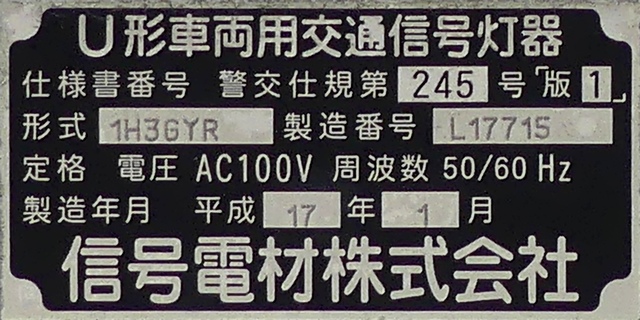 U形車両用交通信号灯器
仕様書番号 警交仕規第 245 号「版 1」
形式 1H36YR 製造番号 L17715
定格 電圧 AC100V 周波数 50/60 Hz
製造年月 平成 17 年 1 月
信号電材株式会社